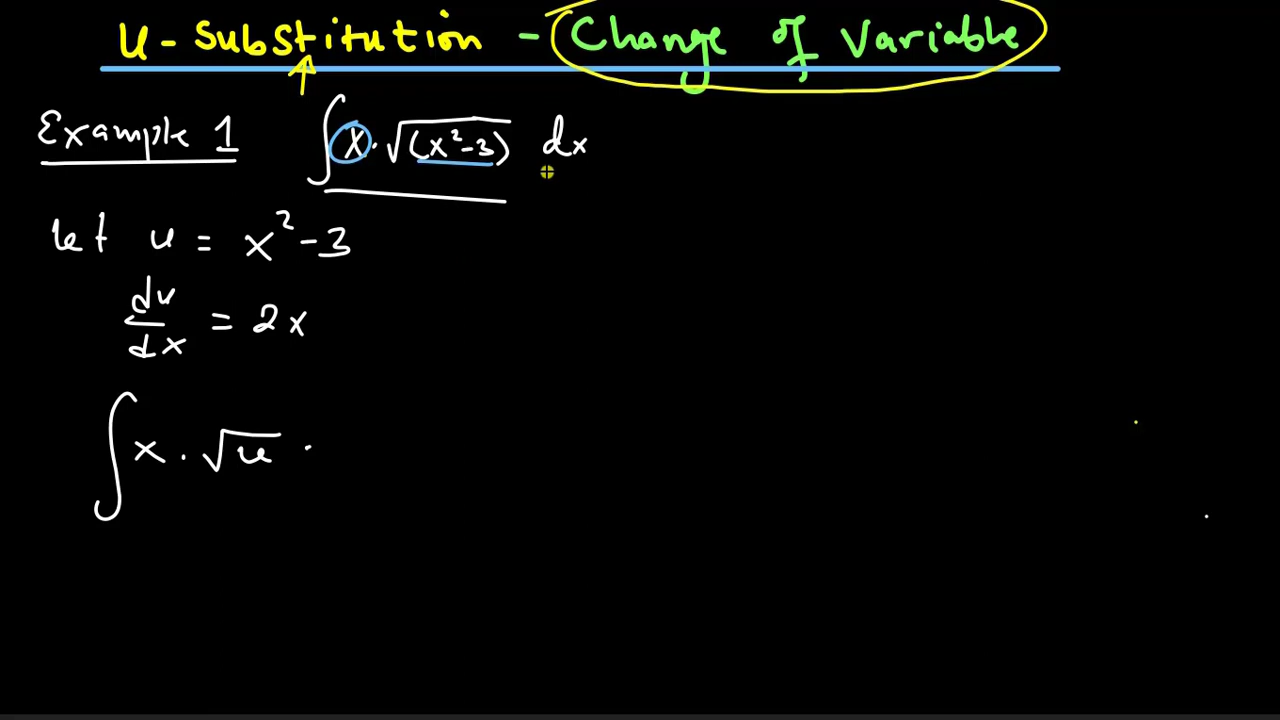 u - Substitution - Change of Variable
Example 1 ∫ x · √(x² - 3) dx
let u = x² - 3
du/dx = 2x
∫ x · √u ·